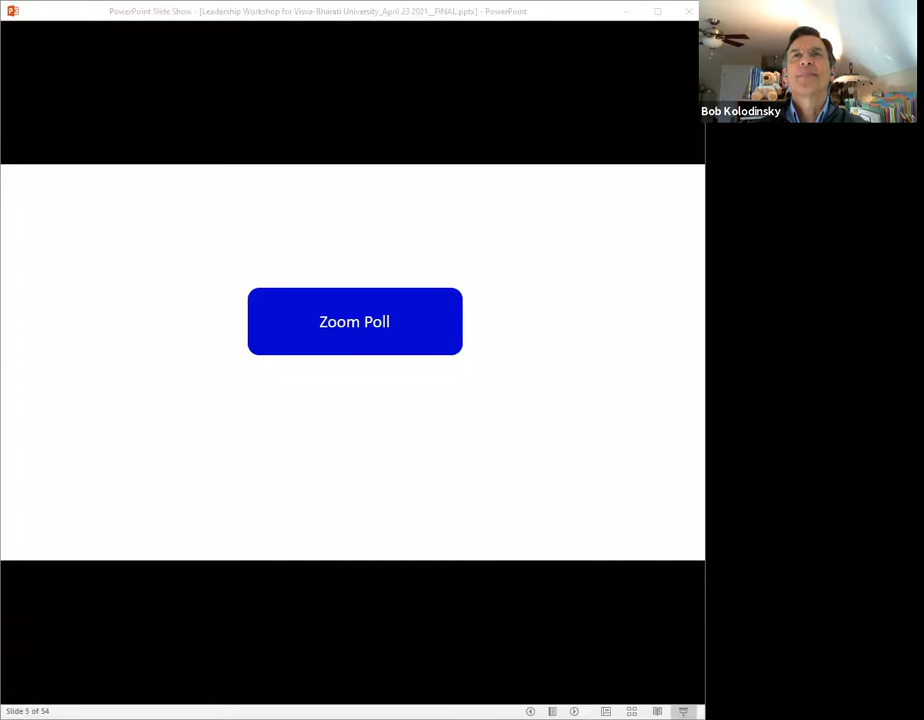 PowerPoint Slide Show - [Leadership Workshop for Visva-Bharati University_April 23 2021__FINAL.pptx] - PowerPoint
Bob Kolodinsky
Zoom Poll
Slide 5 of 54